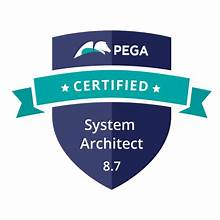 PEGA
CERTIFIED
System
Architect
8.7